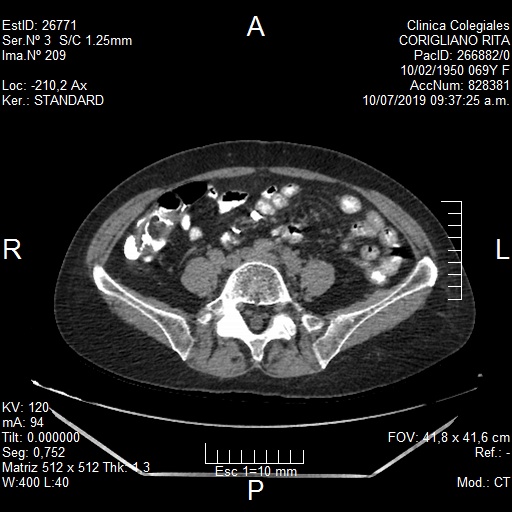 EstID: 26771
Ser.Nº 3 S/C 1.25mm
Ima.Nº 209
Loc: -210,2 Ax
Ker.: STANDARD
A
Clinica Colegiales
CORIGLIANO RITA
PacID: 266882/0
10/02/1950 069Y F
AccNum: 828381
10/07/2019 09:37:25 a.m.
R
L
KV: 120
mA: 94
Tilt: 0.000000
Seg: 0,752
Matriz 512 x 512 Thk: 1.3
W:400 L:40
Esc 1=10 mm
P
FOV: 41,8 x 41,6 cm
Ref.: -
Mod.: CT